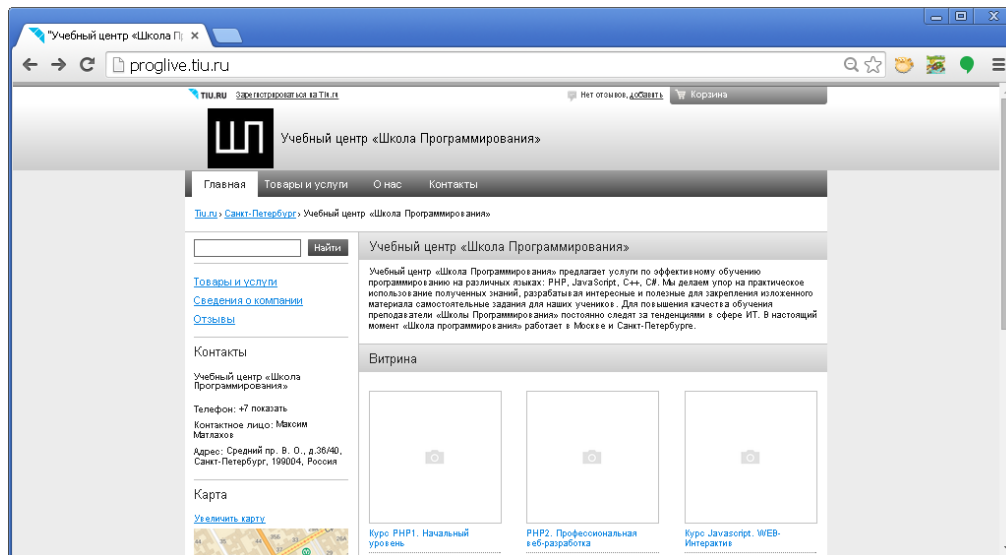 "Учебный центр «Школа Пр
proglive.tiu.ru
TIU.RU Зарегистрироваться на Tiu.ru Нет отзывов, добавить Корзина
ШП Учебный центр «Школа Программирования»
Главная Товары и услуги О нас Контакты
Tiu.ru › Санкт-Петербург › Учебный центр «Школа Программирования»
Найти
Товары и услуги
Сведения о компании
Отзывы
Контакты
Учебный центр «Школа
Программирования»
Телефон: +7 показать
Контактное лицо: Максим
Матлахов
Адрес: Средний пр. В. О., д.36/40,
Санкт-Петербург, 199004, Россия
Карта
Увеличить карту
Учебный центр «Школа Программирования»
Учебный центр «Школа Программирования» предлагает услуги по эффективному обучению
программированию на различных языках: PHP, JavaScript, C++, C#. Мы делаем упор на практическое
использование полученных знаний, разрабатывая интересные и полезные для закрепления изложенного
материала самостоятельные задания для наших учеников. Для повышения качества обучения
преподаватели «Школы Программирования» постоянно следят за тенденциями в сфере ИТ. В настоящий
момент «Школа программирования» работает в Москве и Санкт-Петербурге.
Витрина
Курс PHP1. Начальный
уровень
PHP2. Профессиональная
веб-разработка
Курс Javascript. WEB-
Интерактив